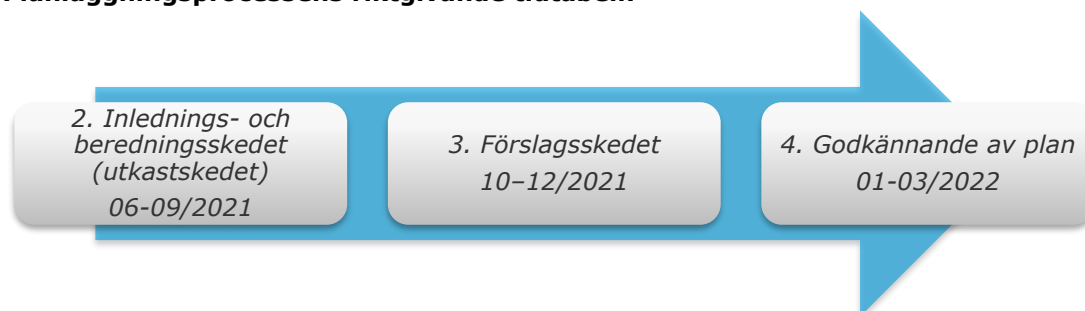 2. Inlednings- och
beredningsskedet
(utkastskedet)
06-09/2021
3. Förslagsskedet
10–12/2021
4. Godkännande av plan
01-03/2022